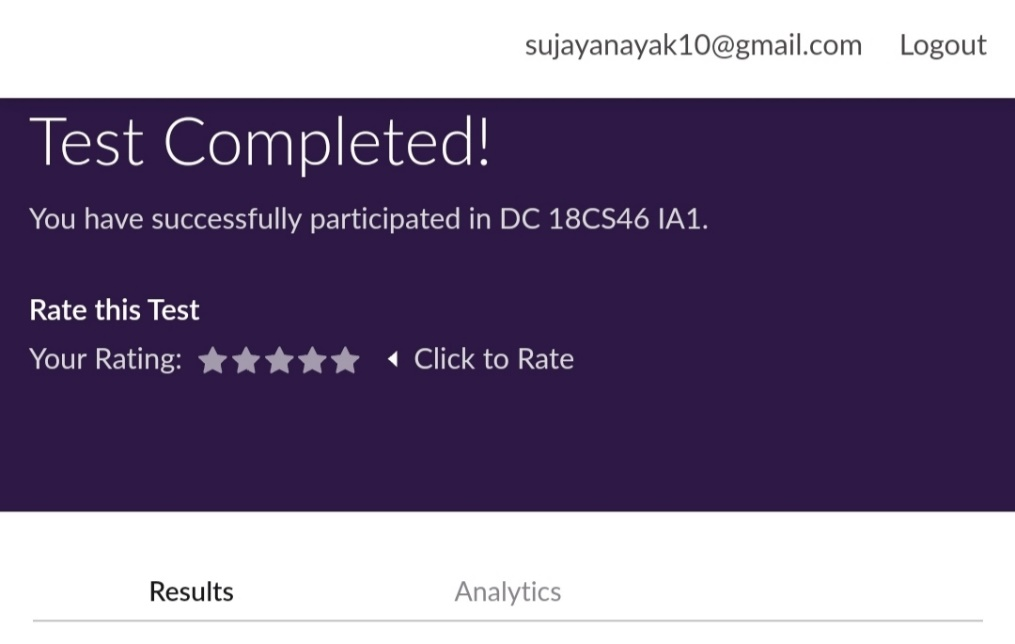 sujayanayak10@gmail.com Logout
Test Completed!
You have successfully participated in DC 18CS46 IA1.
Rate this Test
Your Rating: Click to Rate
Results Analytics